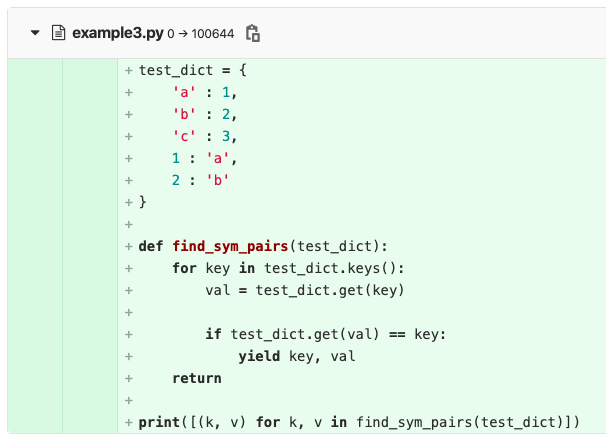 example3.py 0 → 100644
+ test_dict = {
+     'a' : 1,
+     'b' : 2,
+     'c' : 3,
+     1 : 'a',
+     2 : 'b'
+ }
+
+ def find_sym_pairs(test_dict):
+     for key in test_dict.keys():
+         val = test_dict.get(key)
+
+         if test_dict.get(val) == key:
+             yield key, val
+     return
+
+ print([(k, v) for k, v in find_sym_pairs(test_dict)])